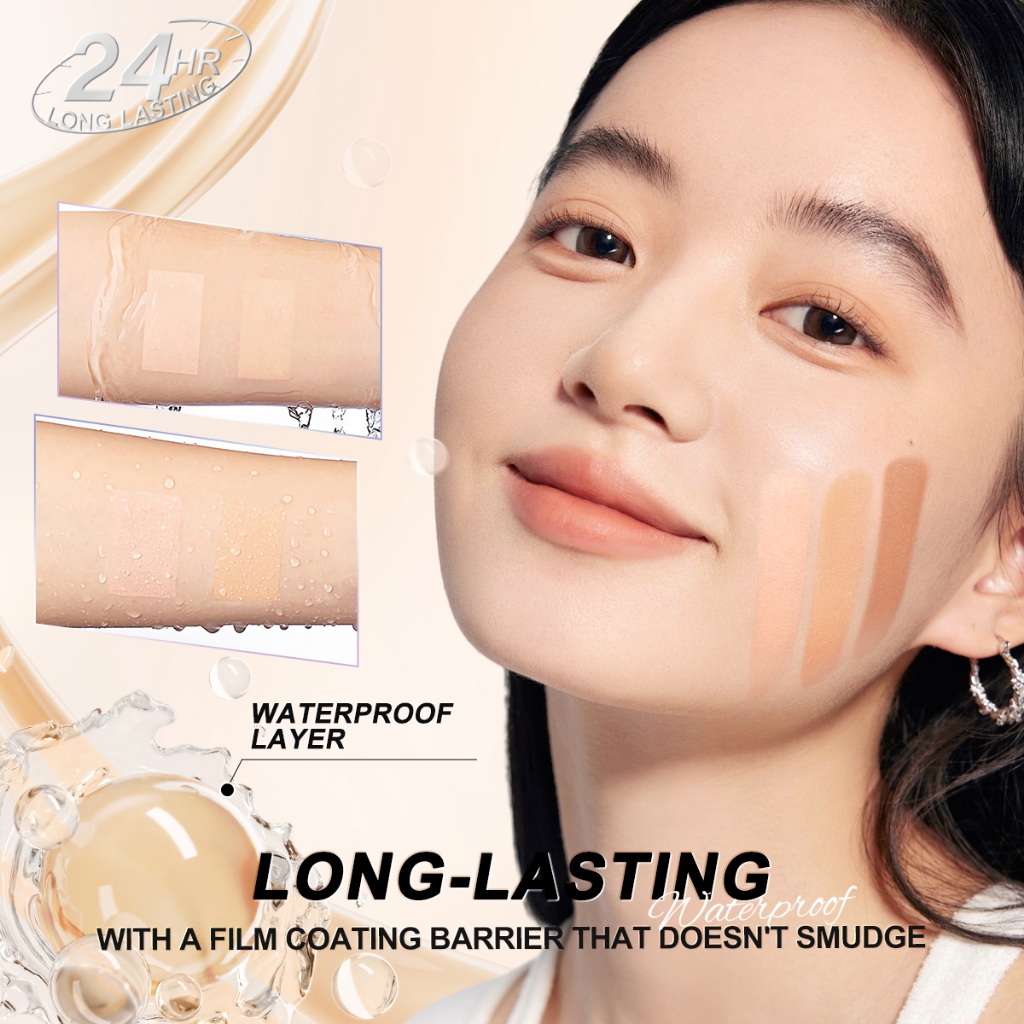 24HR
LONG LASTING
WATERPROOF
LAYER
LONG-LASTING
Waterproof
WITH A FILM COATING BARRIER THAT DOESN'T SMUDGE